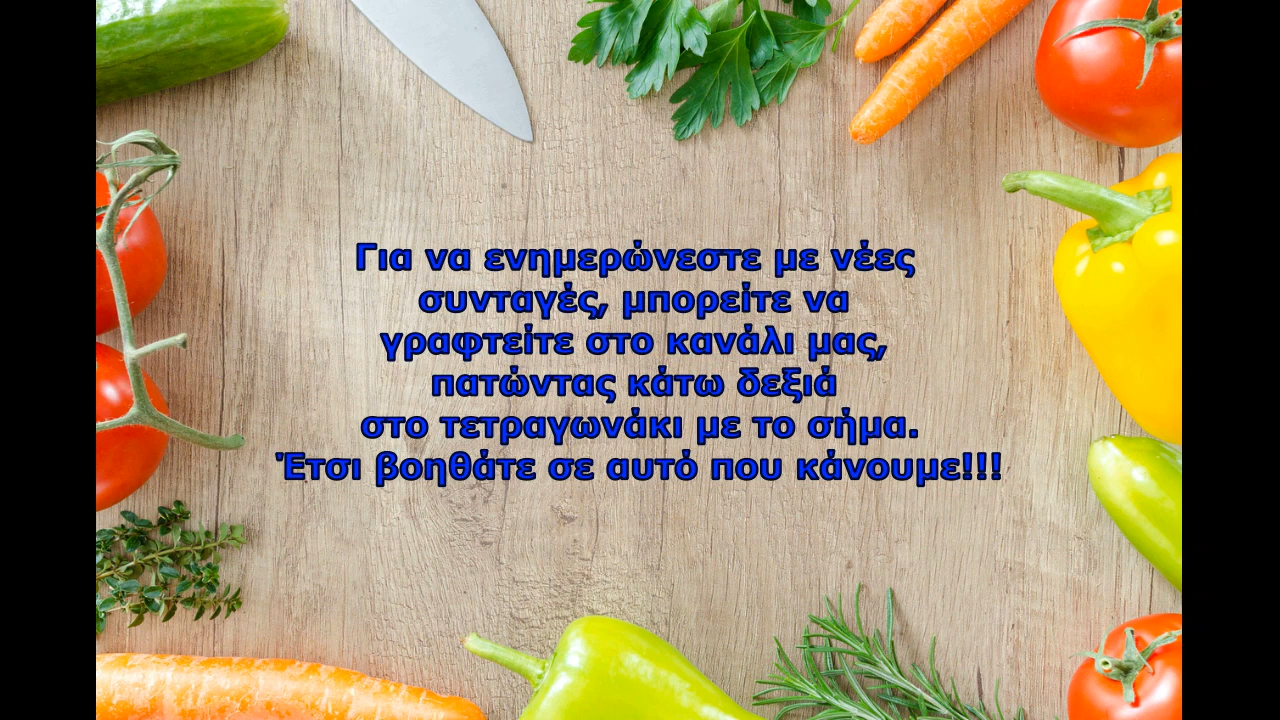 Για να ενημερώνεστε με νέες
συνταγές, μπορείτε να
γραφτείτε στο κανάλι μας,
πατώντας κάτω δεξιά
στο τετραγωνάκι με το σήμα.
Έτσι βοηθάτε σε αυτό που κάνουμε!!!